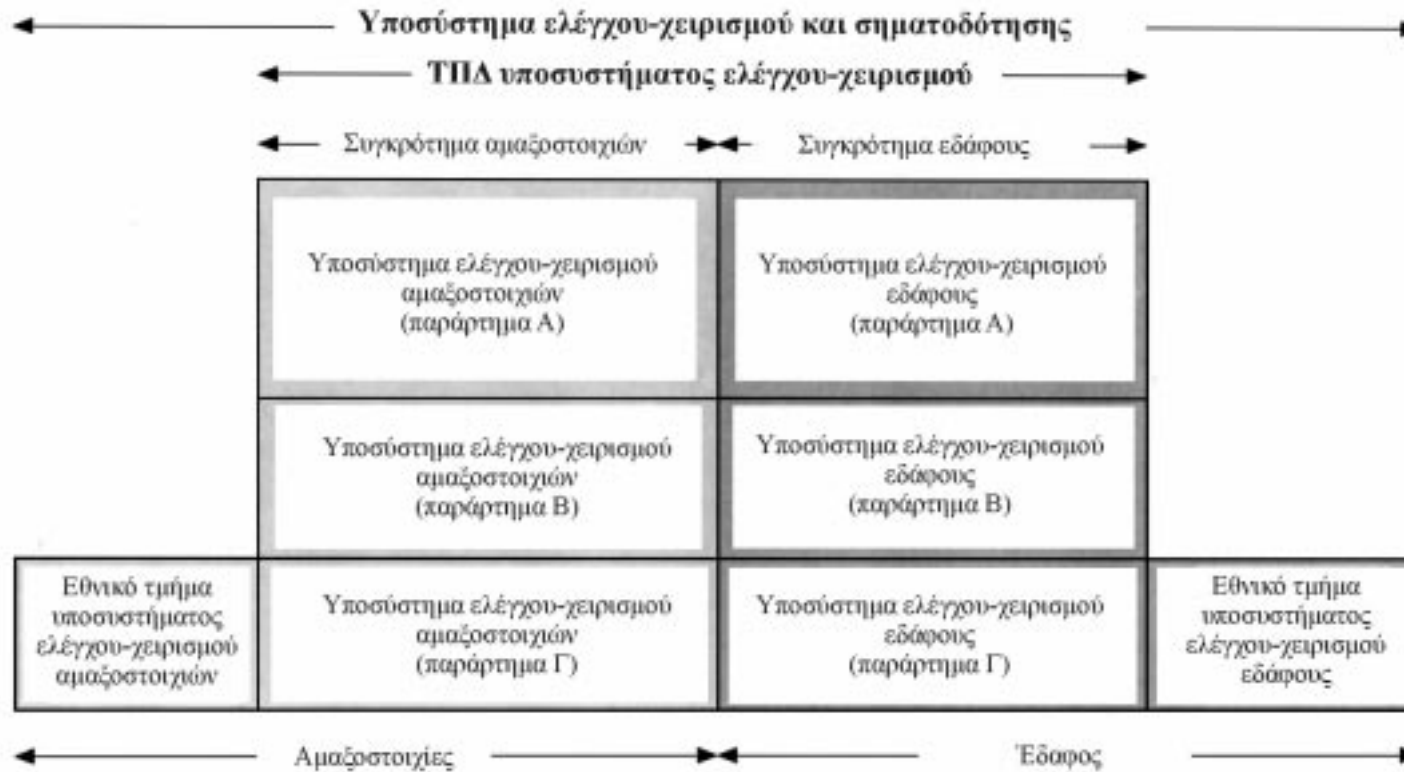 Υποσύστημα ελέγχου-χειρισμού και σηματοδότησης
ΤΠΔ υποσυστήματος ελέγχου-χειρισμού
Συγκρότημα αμαξοστοιχιών
Συγκρότημα εδάφους
Υποσύστημα ελέγχου-χειρισμού
αμαξοστοιχιών
(παράρτημα Α)
Υποσύστημα ελέγχου-χειρισμού
εδάφους
(παράρτημα Α)
Υποσύστημα ελέγχου-χειρισμού
αμαξοστοιχιών
(παράρτημα Β)
Υποσύστημα ελέγχου-χειρισμού
εδάφους
(παράρτημα Β)
Εθνικό τμήμα
υποσυστήματος
ελέγχου-χειρισμού
αμαξοστοιχιών
Υποσύστημα ελέγχου-χειρισμού
αμαξοστοιχιών
(παράρτημα Γ)
Υποσύστημα ελέγχου-χειρισμού
εδάφους
(παράρτημα Γ)
Εθνικό τμήμα
υποσυστήματος
ελέγχου-χειρισμού
εδάφους
Αμαξοστοιχίες
Έδαφος